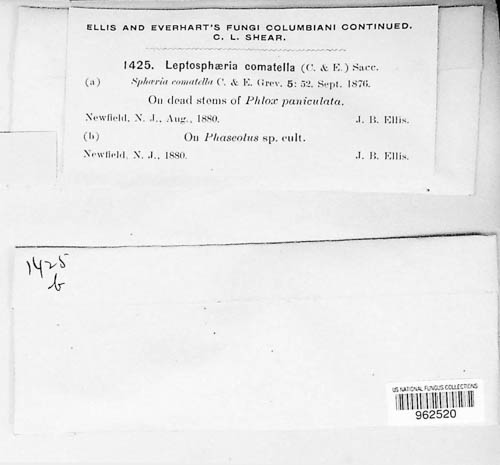 ELLIS AND EVERHART'S FUNGI COLUMBIANI CONTINUED.
C. L. SHEAR.
1425. Leptosphæria comatella (C. & E.) Sacc.
(a) Sphæria comatella C. & E. Grev. 5: 52, Sept. 1876.
On dead stems of Phlox paniculata.
Newfield, N. J., Aug., 1880. J. B. Ellis.
(b) On Phaseolus sp. cult.
Newfield, N. J., 1880. J. B. Ellis.
1425
b
US NATIONAL FUNGUS COLLECTIONS
962520